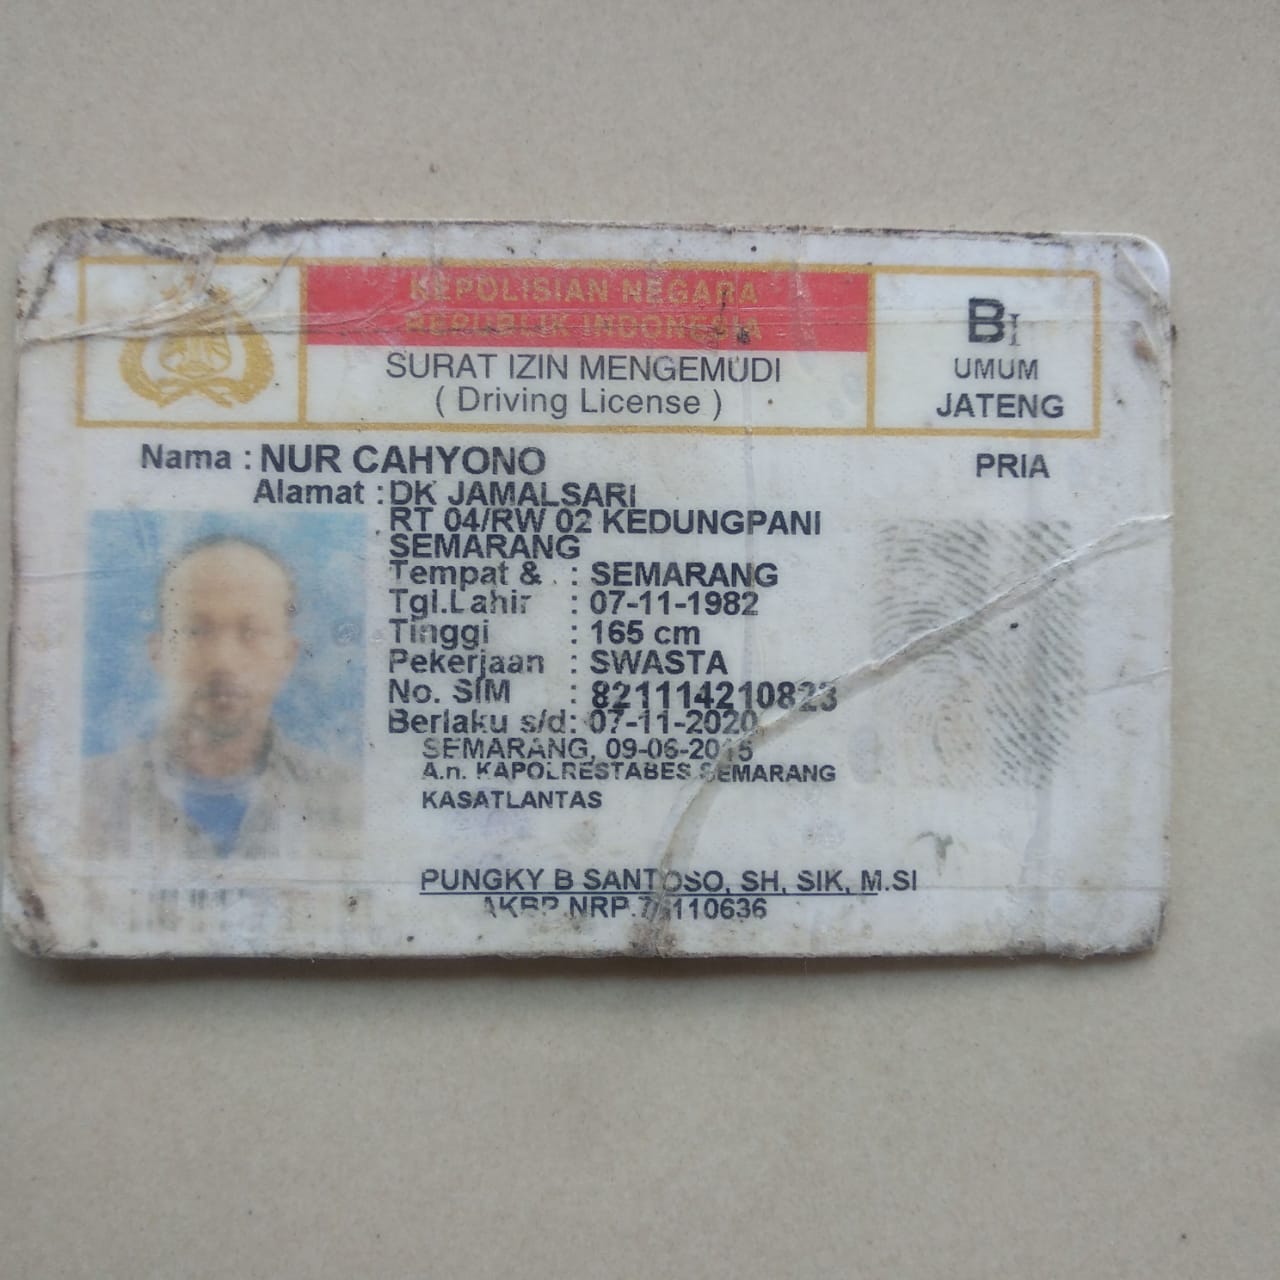 KEPOLISIAN NEGARA
REPUBLIK INDONESIA
SURAT IZIN MENGEMUDI
( Driving License )
BI
UMUM
JATENG
Nama : NUR CAHYONO
PRIA
Alamat : DK JAMALSARI
RT 04/RW 02 KEDUNGPANI
SEMARANG
Tempat & : SEMARANG
Tgl.Lahir : 07-11-1982
Tinggi : 165 cm
Pekerjaan : SWASTA
No. SIM : 821114210823
Berlaku s/d : 07-11-2020
SEMARANG, 09-06-2015
A.n. KAPOLRESTABES SEMARANG
KASATLANTAS
PUNGKY B SANTOSO, SH, SIK, M.SI
AKBP NRP.